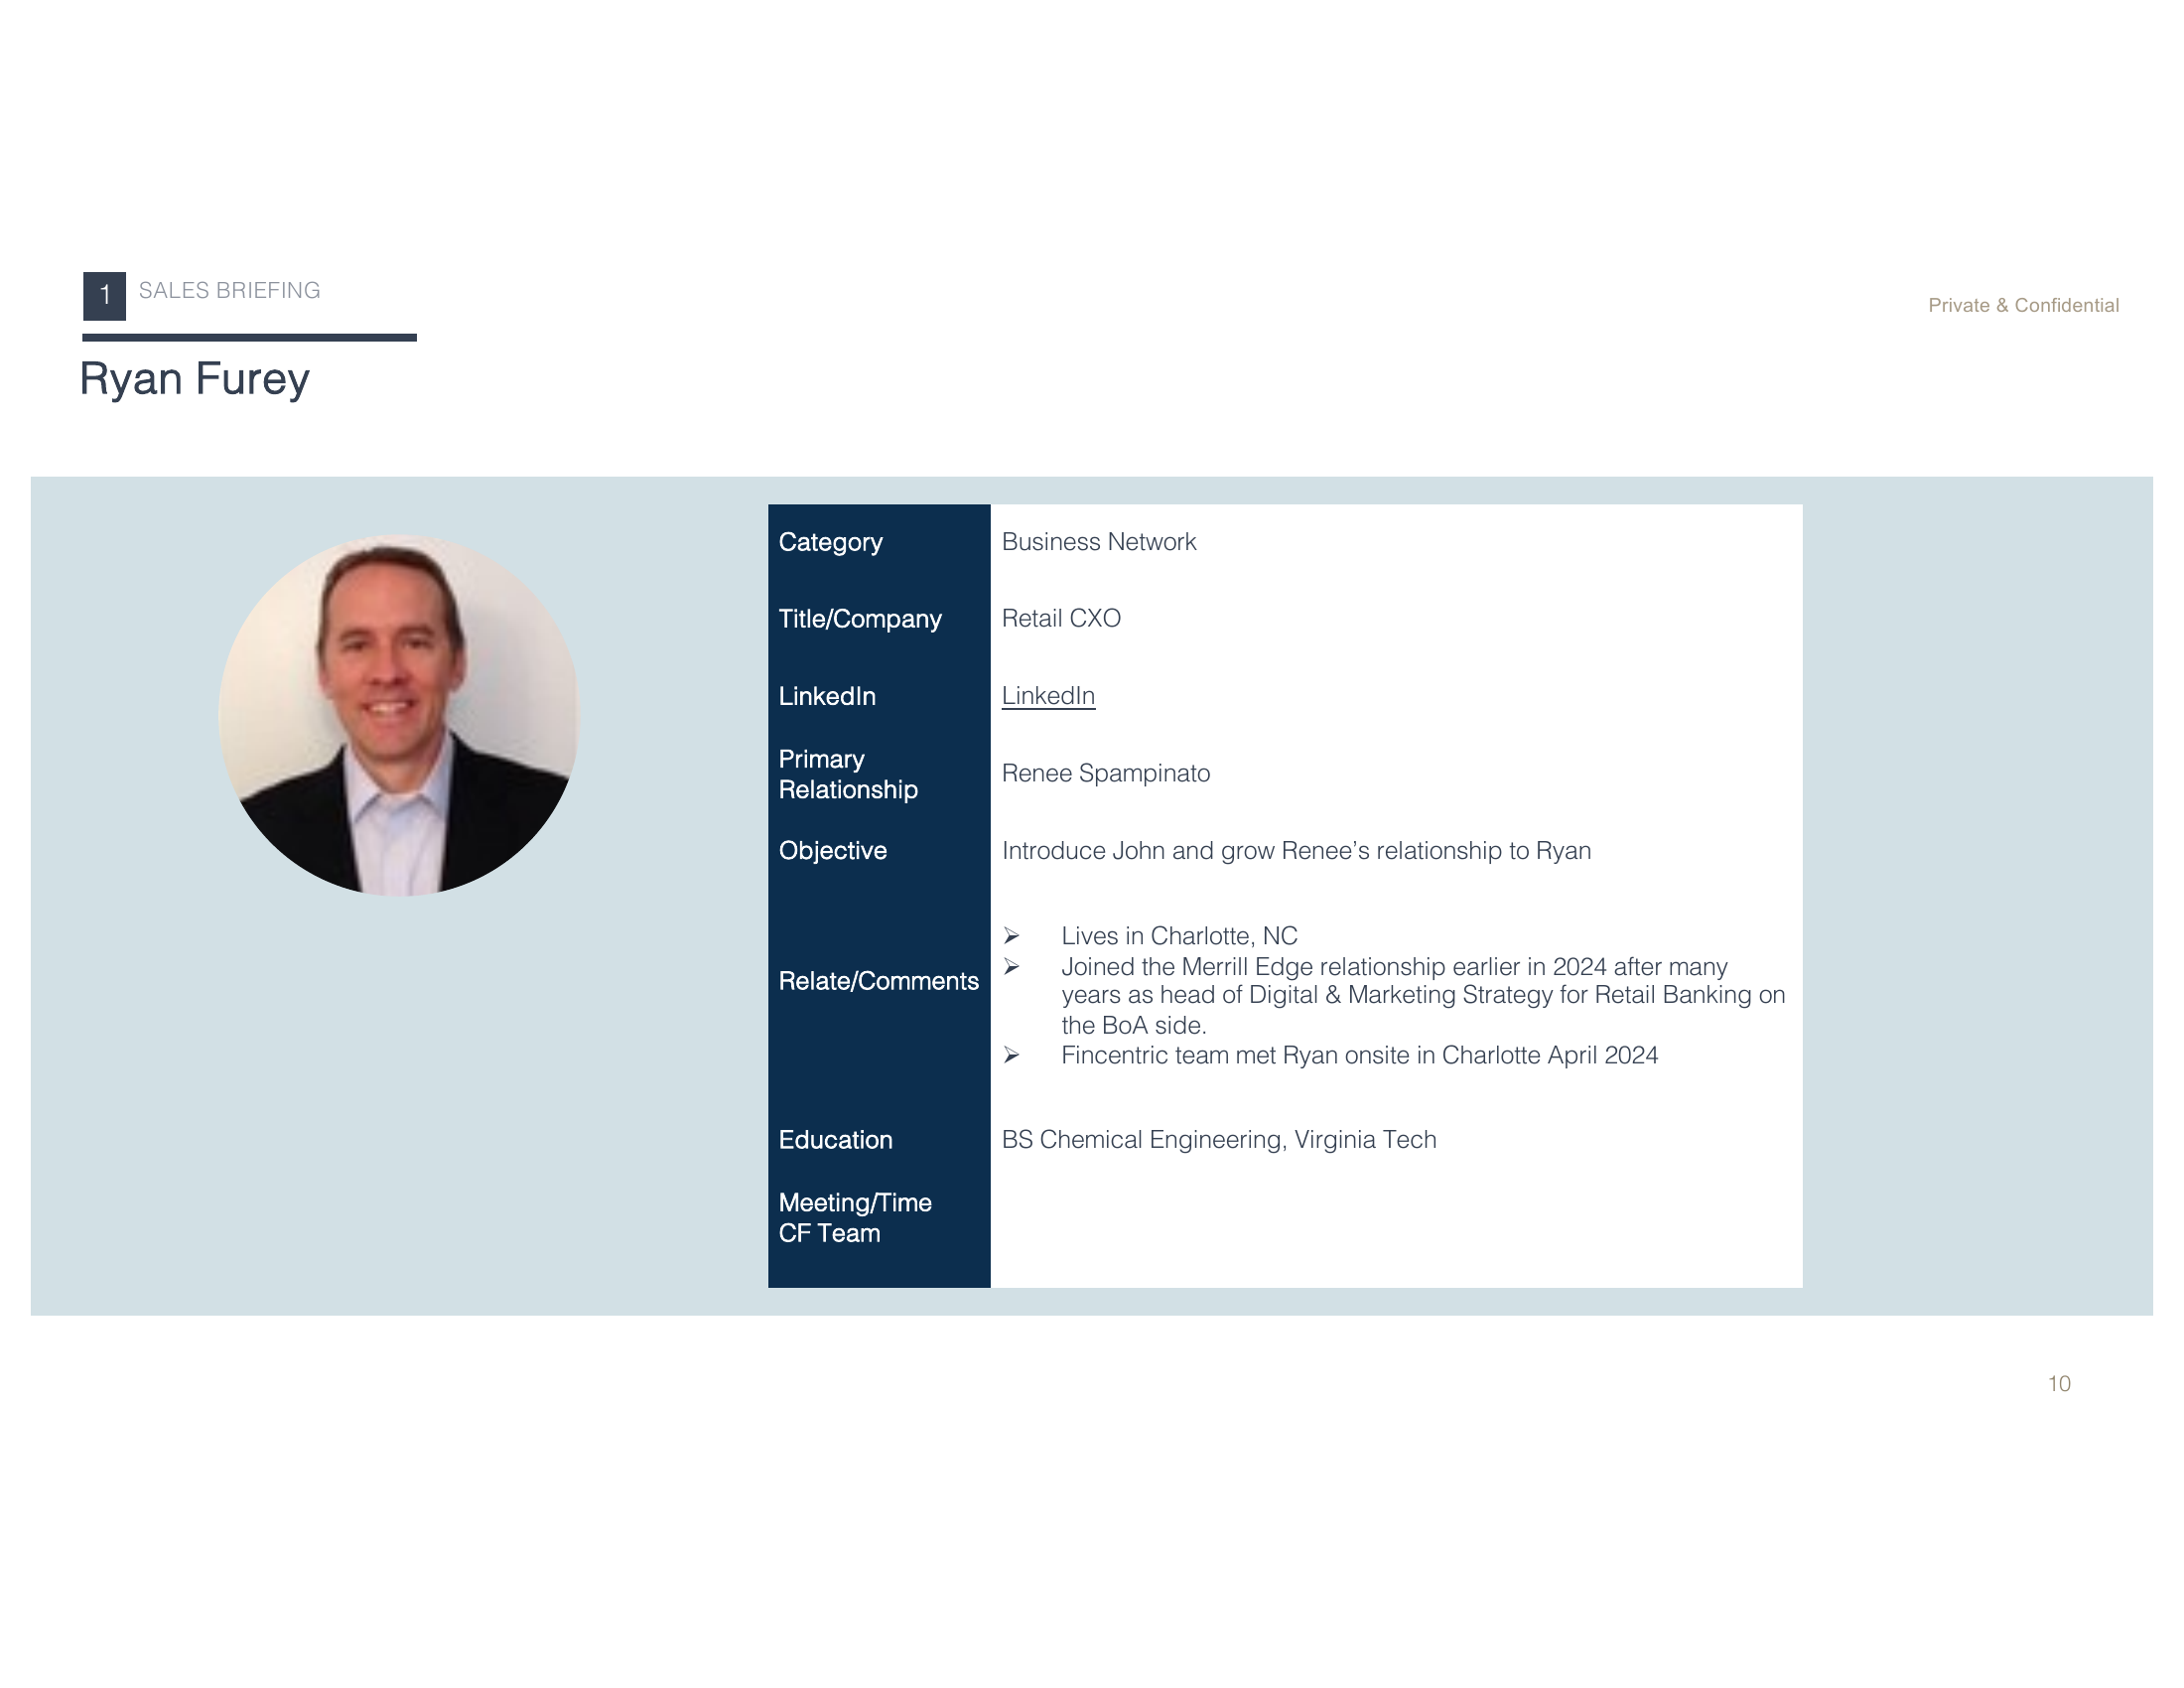 1 SALES BRIEFING
Private & Confidential
Ryan Furey
Category Business Network
Title/Company Retail CXO
LinkedIn LinkedIn
Primary
Relationship
Renee Spampinato
Objective Introduce John and grow Renee’s relationship to Ryan
Relate/Comments
➢ Lives in Charlotte, NC
➢ Joined the Merrill Edge relationship earlier in 2024 after many
years as head of Digital & Marketing Strategy for Retail Banking on
the BoA side.
➢ Fincentric team met Ryan onsite in Charlotte April 2024
Education BS Chemical Engineering, Virginia Tech
Meeting/Time
CF Team
10